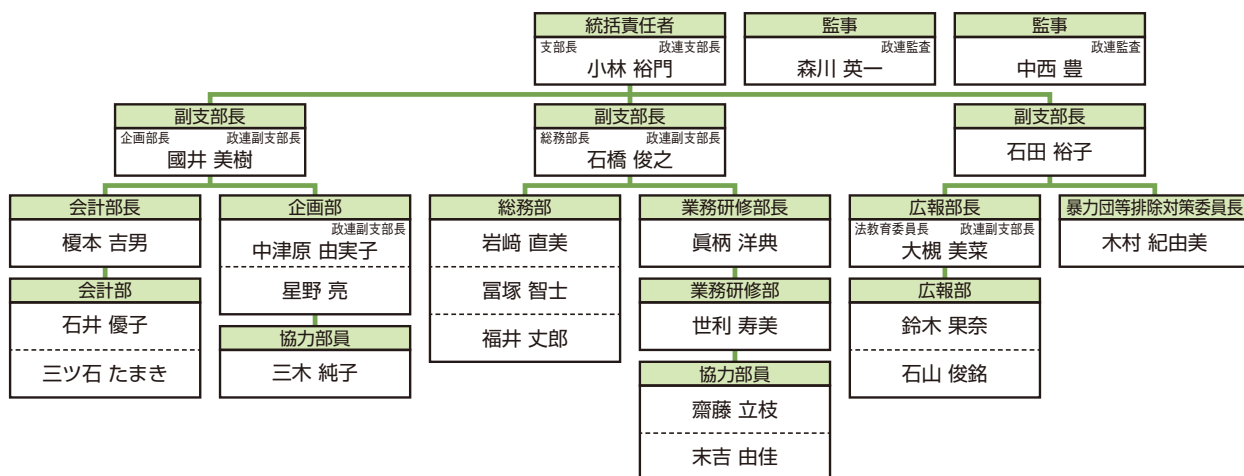 統括責任者
支部長 政連支部長
小林 裕門
監事
政連監査
森川 英一
監事
政連監査
中西 豊
副支部長
企画部長 政連副支部長
國井 美樹
副支部長
総務部長 政連副支部長
石橋 俊之
副支部長
石田 裕子
会計部長
榎本 吉男
会計部
石井 優子
三ツ石 たまき
企画部
政連副支部長
中津原 由実子
星野 亮
協力部員
三木 純子
総務部
岩﨑 直美
冨塚 智士
福井 丈郎
業務研修部長
眞柄 洋典
業務研修部
世利 寿美
協力部員
齋藤 立枝
末吉 由佳
広報部長
法教育委員長 政連副支部長
大槻 美菜
広報部
鈴木 果奈
石山 俊銘
暴力団等排除対策委員長
木村 紀由美